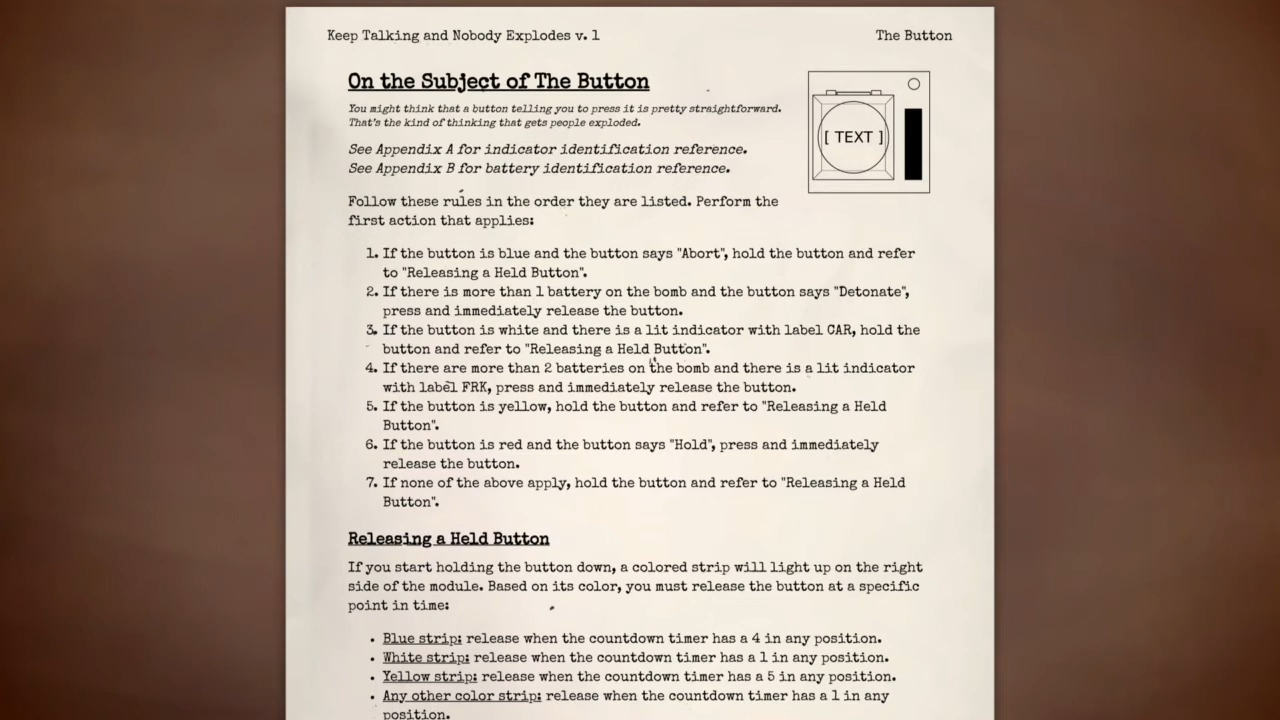 Keep Talking and Nobody Explodes v. 1
The Button
On the Subject of The Button
You might think that a button telling you to press it is pretty straightforward.
That's the kind of thinking that gets people exploded.
[ TEXT ]
See Appendix A for indicator identification reference.
See Appendix B for battery identification reference.
Follow these rules in the order they are listed. Perform the
first action that applies:
1. If the button is blue and the button says "Abort", hold the button and refer
to "Releasing a Held Button".
2. If there is more than 1 battery on the bomb and the button says "Detonate",
press and immediately release the button.
3. If the button is white and there is a lit indicator with label CAR, hold the
button and refer to "Releasing a Held Button".
4. If there are more than 2 batteries on the bomb and there is a lit indicator
with label FRK, press and immediately release the button.
5. If the button is yellow, hold the button and refer to "Releasing a Held
Button".
6. If the button is red and the button says "Hold", press and immediately
release the button.
7. If none of the above apply, hold the button and refer to "Releasing a Held
Button".
Releasing a Held Button
If you start holding the button down, a colored strip will light up on the right
side of the module. Based on its color, you must release the button at a specific
point in time:
• Blue strip: release when the countdown timer has a 4 in any position.
• White strip: release when the countdown timer has a 1 in any position.
• Yellow strip: release when the countdown timer has a 5 in any position.
• Any other color strip: release when the countdown timer has a 1 in any
position.